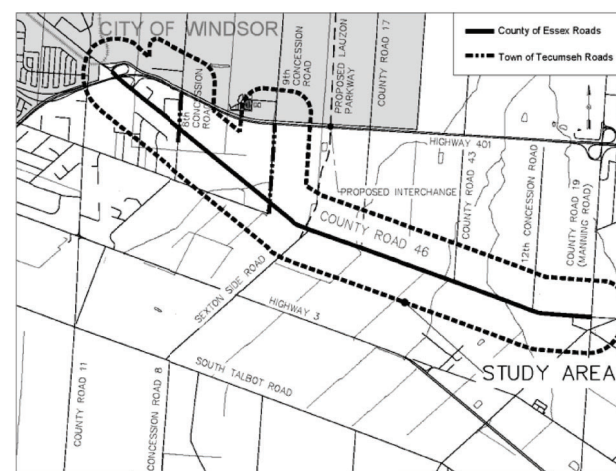 CITY OF WINDSOR
County of Essex Roads
Town of Tecumseh Roads
8th
CONCESSION
ROAD
9th
CONCESSION
ROAD
PROPOSED LAUZON
PARKWAY
COUNTY ROAD 17
HIGHWAY 401
PROPOSED INTERCHANGE
COUNTY ROAD 43
12th CONCESSION ROAD
COUNTY ROAD 19
(MANNING ROAD)
COUNTY ROAD 46
SEXTON SIDE ROAD
HIGHWAY 3
SOUTH TALBOT ROAD
STUDY AREA
COUNTY ROAD 11
CONCESSION ROAD 8